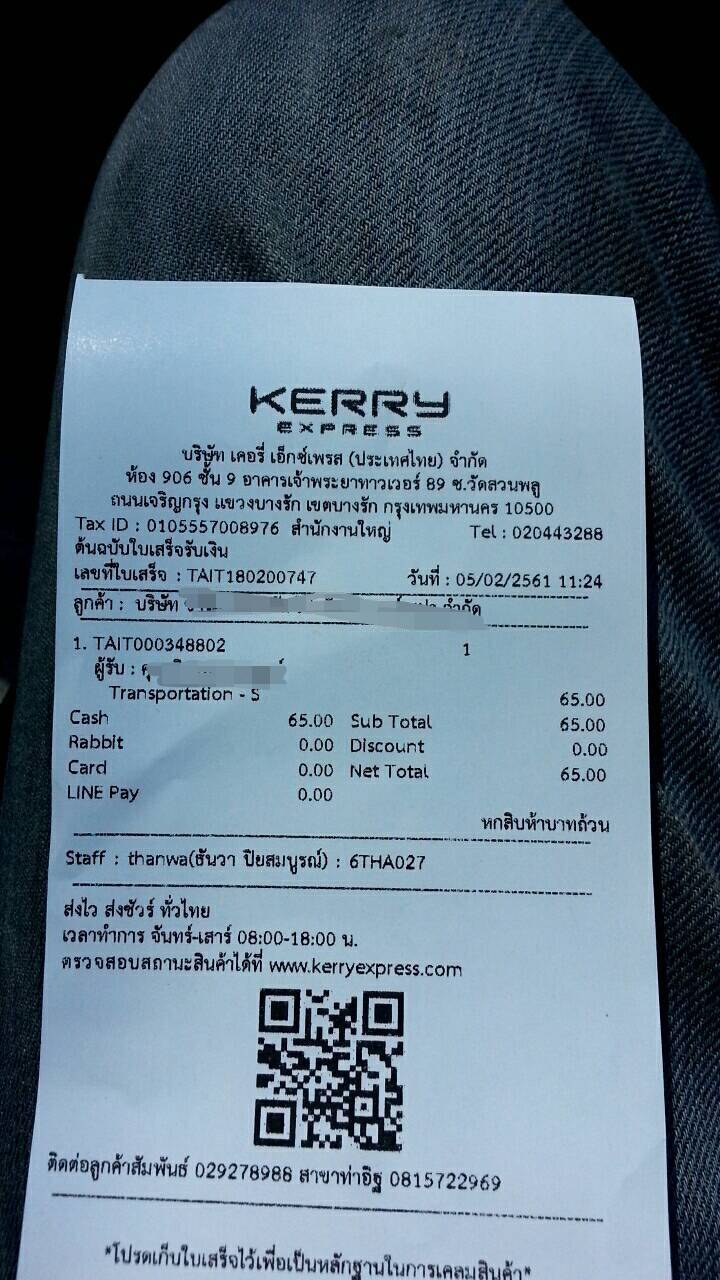 KERRY
EXPRESS
บริษัท เคอรี่ เอ็กซ์เพรส (ประเทศไทย) จำกัด
ห้อง 906 ชั้น 9 อาคารเจ้าพระยาทาวเวอร์ 89 ซ.วัดสวนพลู
ถนนเจริญกรุง แขวงบางรัก เขตบางรัก กรุงเทพมหานคร 10500
Tax ID : 0105557008976 สำนักงานใหญ่ Tel : 020443288
ต้นฉบับใบเสร็จรับเงิน
เลขที่ใบเสร็จ : TAIT180200747 วันที่ : 05/02/2561 11:24
ลูกค้า : บริษัท จำกัด
1. TAIT000348802 1
ผู้รับ :
Transportation - S 65.00
Cash 65.00 Sub Total 65.00
Rabbit 0.00 Discount 0.00
Card 0.00 Net Total 65.00
LINE Pay 0.00
หกสิบห้าบาทถ้วน
Staff : thanwa(ธันวา ปิยสมบูรณ์) : 6THA027
ส่งไว ส่งชัวร์ ทั่วไทย
เวลาทำการ จันทร์-เสาร์ 08:00-18:00 น.
ตรวจสอบสถานะสินค้าได้ที่ www.kerryexpress.com
ติดต่อลูกค้าสัมพันธ์ 029278988 สาขาท่าอิฐ 0815722969
*โปรดเก็บใบเสร็จไว้เพื่อเป็นหลักฐานในการเคลมสินค้า*